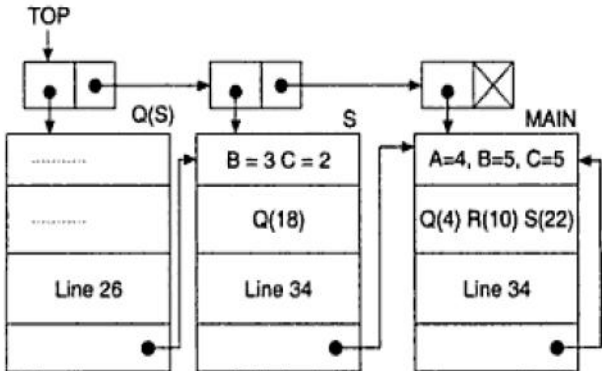 TOP
Q(S)
S
MAIN
B = 3 C = 2
A=4, B=5, C=5
Q(18)
Q(4) R(10) S(22)
Line 26
Line 34
Line 34